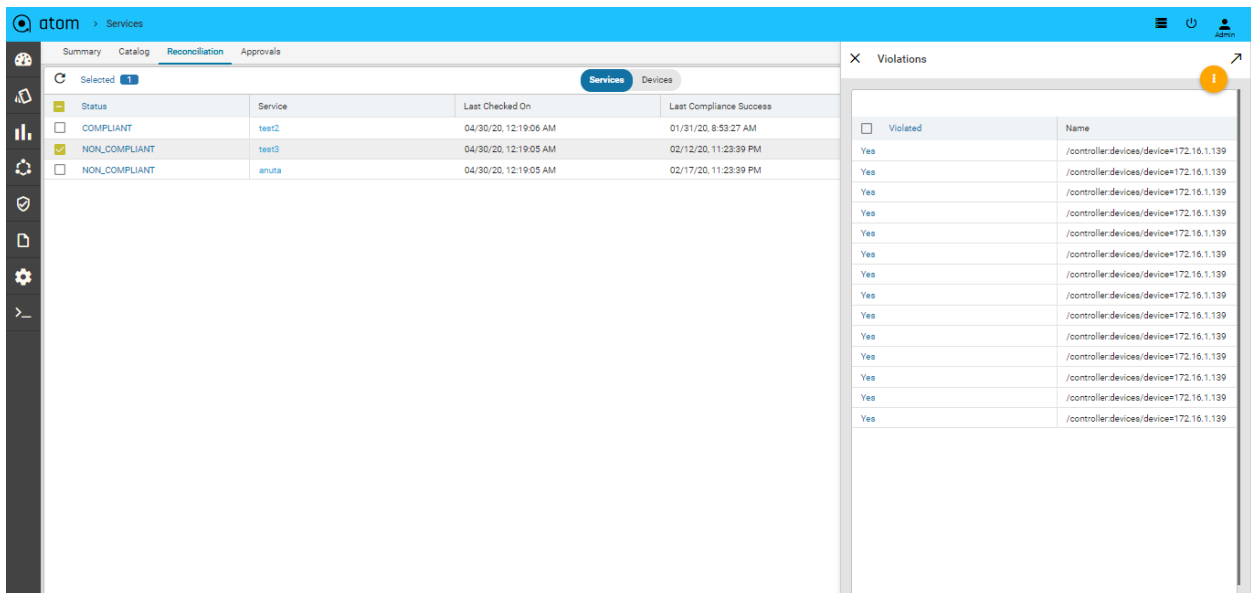 atom > Services
Admin
Summary Catalog Reconciliation Approvals
Selected 1
Services Devices
Status Service Last Checked On Last Compliance Success
COMPLIANT test2 04/30/20, 12:19:06 AM 01/31/20, 8:53:27 AM
NON_COMPLIANT test3 04/30/20, 12:19:05 AM 02/12/20, 11:23:39 PM
NON_COMPLIANT anuta 04/30/20, 12:19:05 AM 02/17/20, 11:23:39 PM
Violations
Violated Name
Yes /controller:devices/device=172.16.1.139
Yes /controller:devices/device=172.16.1.139
Yes /controller:devices/device=172.16.1.139
Yes /controller:devices/device=172.16.1.139
Yes /controller:devices/device=172.16.1.139
Yes /controller:devices/device=172.16.1.139
Yes /controller:devices/device=172.16.1.139
Yes /controller:devices/device=172.16.1.139
Yes /controller:devices/device=172.16.1.139
Yes /controller:devices/device=172.16.1.139
Yes /controller:devices/device=172.16.1.139
Yes /controller:devices/device=172.16.1.139
Yes /controller:devices/device=172.16.1.139
Yes /controller:devices/device=172.16.1.139